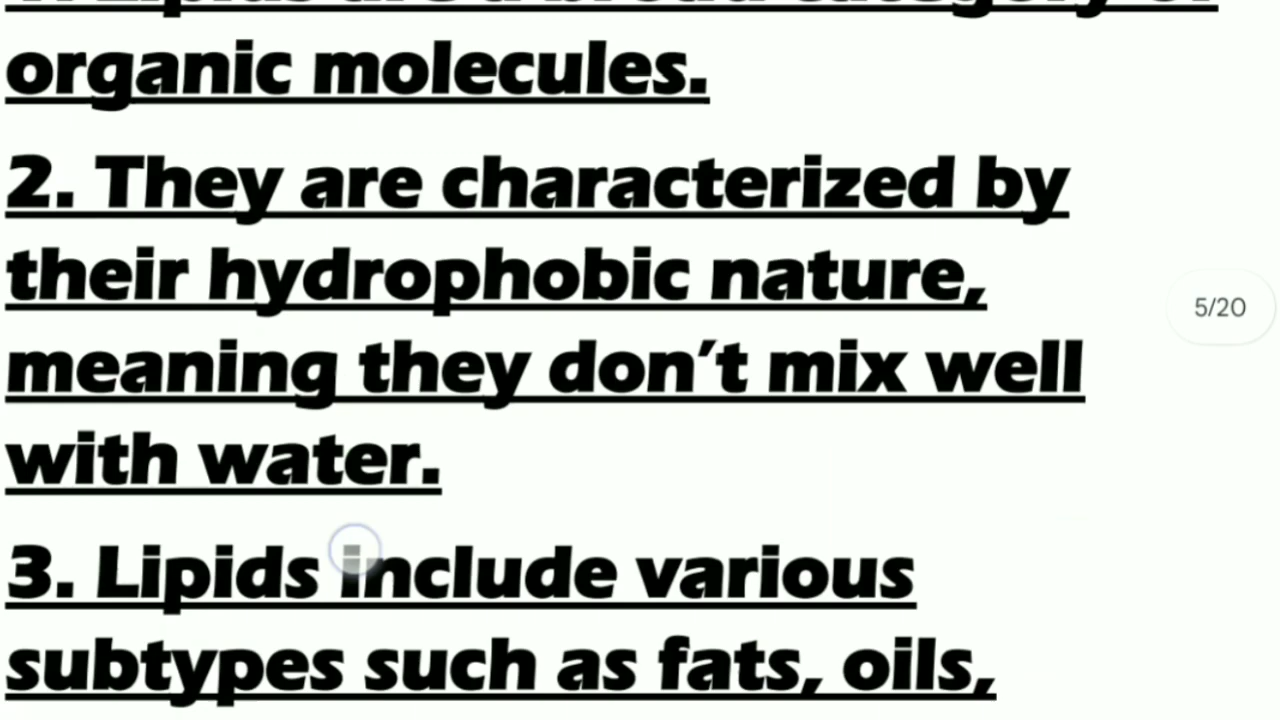 organic molecules.
2. They are characterized by
their hydrophobic nature,
meaning they don't mix well
5/20
with water.
3. Lipids include various
subtypes such as fats, oils,